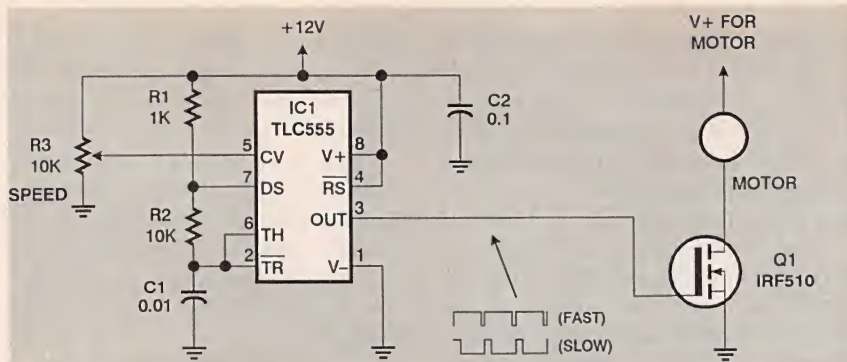 +12V
V+ FOR
MOTOR
R1
1K
IC1
TLC555
C2
0.1
R3
10K
SPEED
5
CV
V+
8
7
DS
RS
4
R2
10K
6
TH
OUT
3
MOTOR
2
TR
V–
1
C1
0.01
Q1
IRF510
(FAST)
(SLOW)